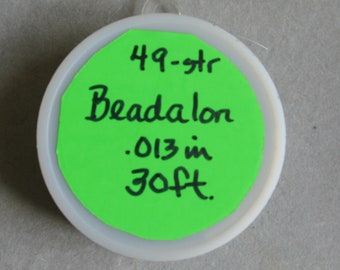 49-str
Beadalon
.013 in
30ft.